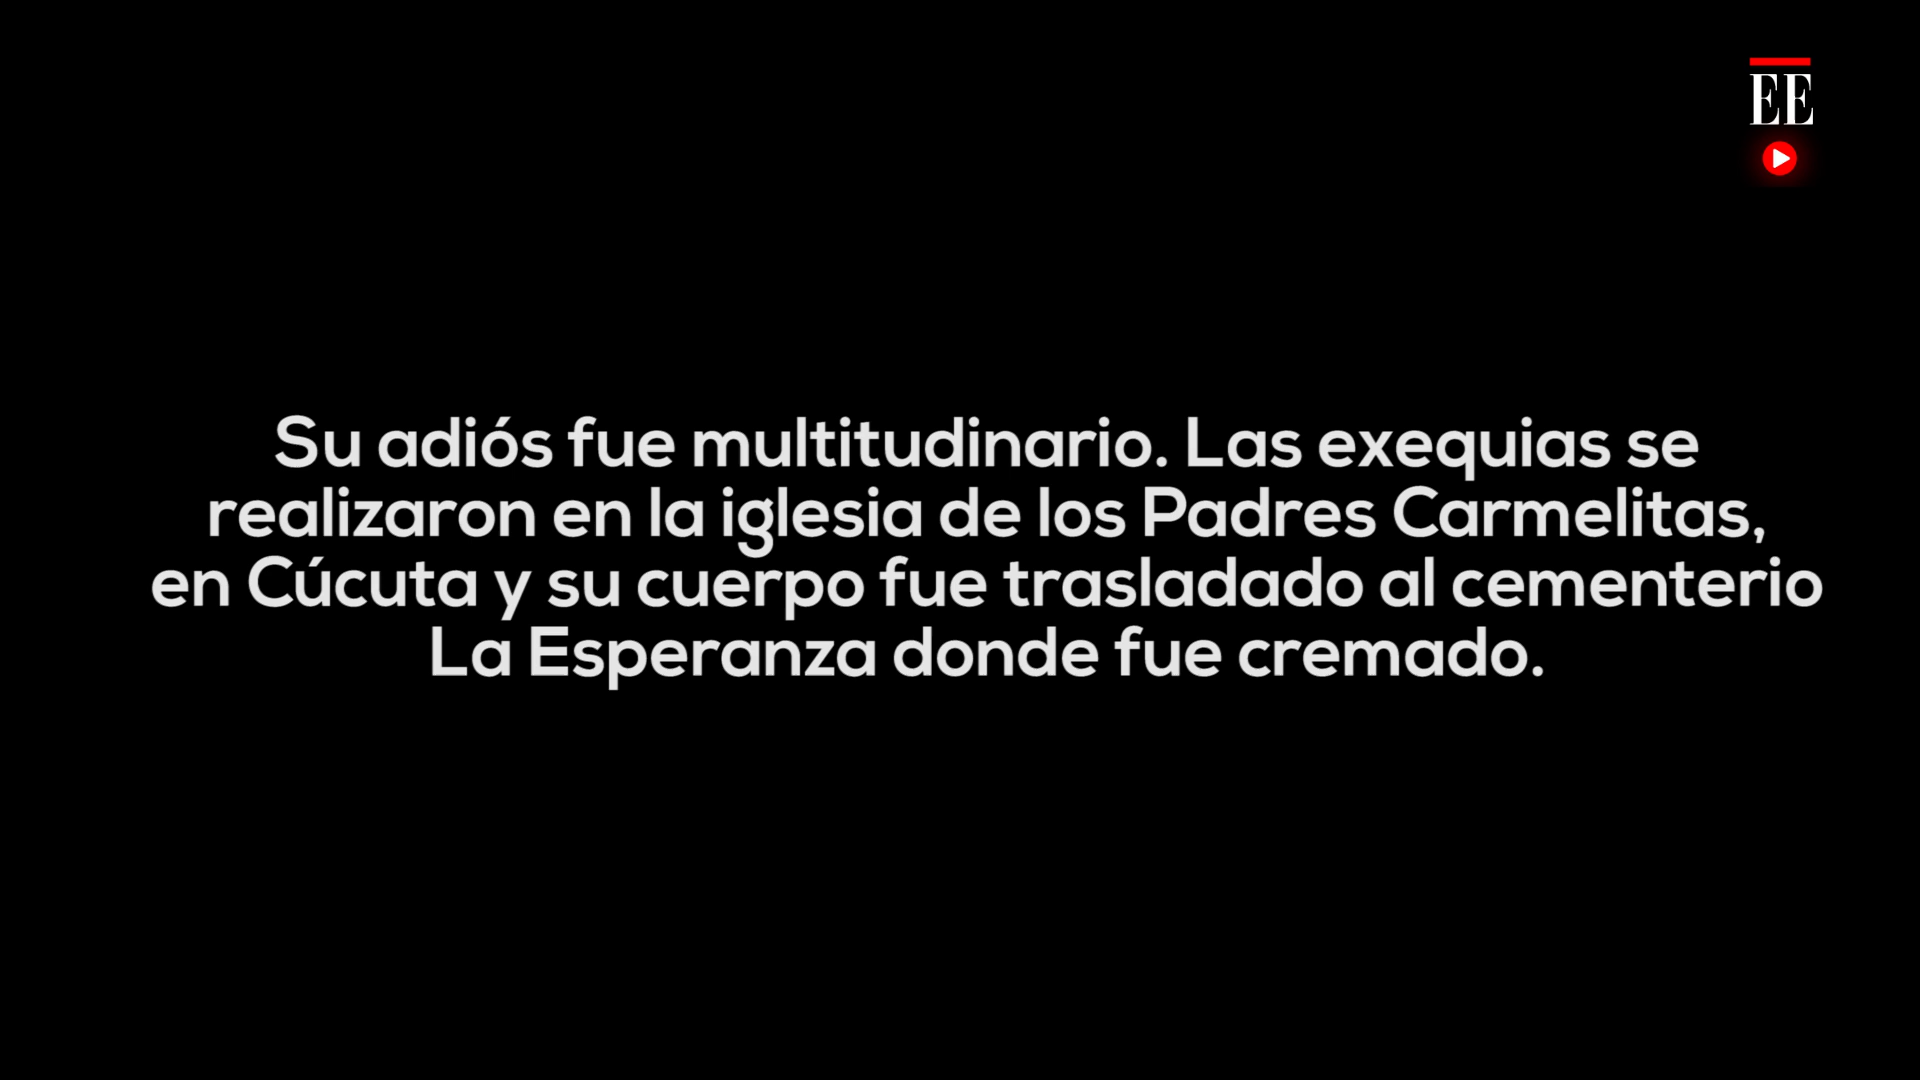 EE
Su adiós fue multitudinario. Las exequias se
realizaron en la iglesia de los Padres Carmelitas,
en Cúcuta y su cuerpo fue trasladado al cementerio
La Esperanza donde fue cremado.